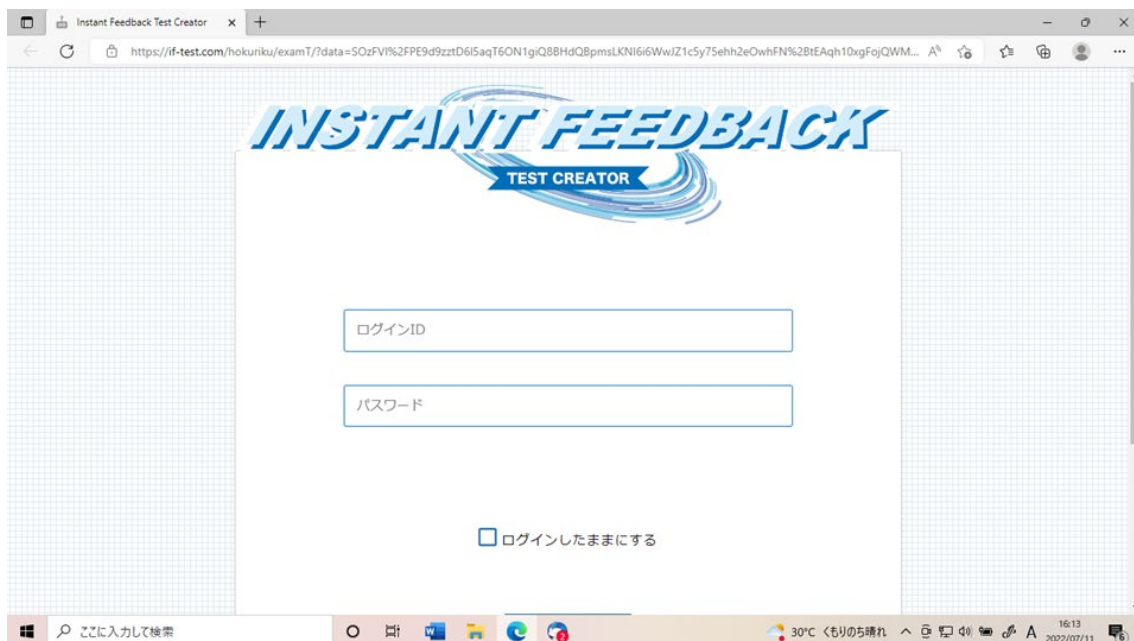 Instant Feedback Test Creator
https://if-test.com/hokuriku/examT/?data=SOzFVI%2FPE9d9zztD6I5aqT6ON1giQ8BHdQBpmsLKNI6i6WwJZ1c5y75ehh2eOwhFN%2BtEAqh10xgFojQWM...
INSTANT FEEDBACK
TEST CREATOR
ログインID
パスワード
ログインしたままにする
ここに入力して検索
30°C くもりのち晴れ
A
16:13
2022/07/11